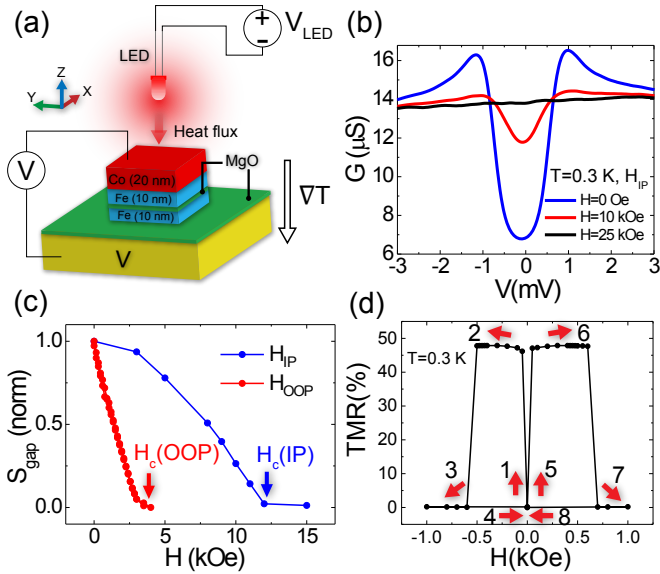 (a)
V_LED
LED
Z
Y
X
Heat flux
MgO
Co (20 nm)
Fe (10 nm)
Fe (10 nm)
∇T
V
V
(b)
G (μS)
16
14
12
10
8
6
T=0.3 K, H_IP
H=0 Oe
H=10 kOe
H=25 kOe
-3 -2 -1 0 1 2 3
V(mV)
(c)
S_gap (norm)
1.0
0.5
0.0
H_IP
H_OOP
H_c(OOP)
H_c(IP)
0 5 10 15
H (kOe)
(d)
TMR(%)
50
40
30
20
10
0
T=0.3 K
2
6
3
1
5
7
4
8
-1.0 -0.5 0.0 0.5 1.0
H(kOe)